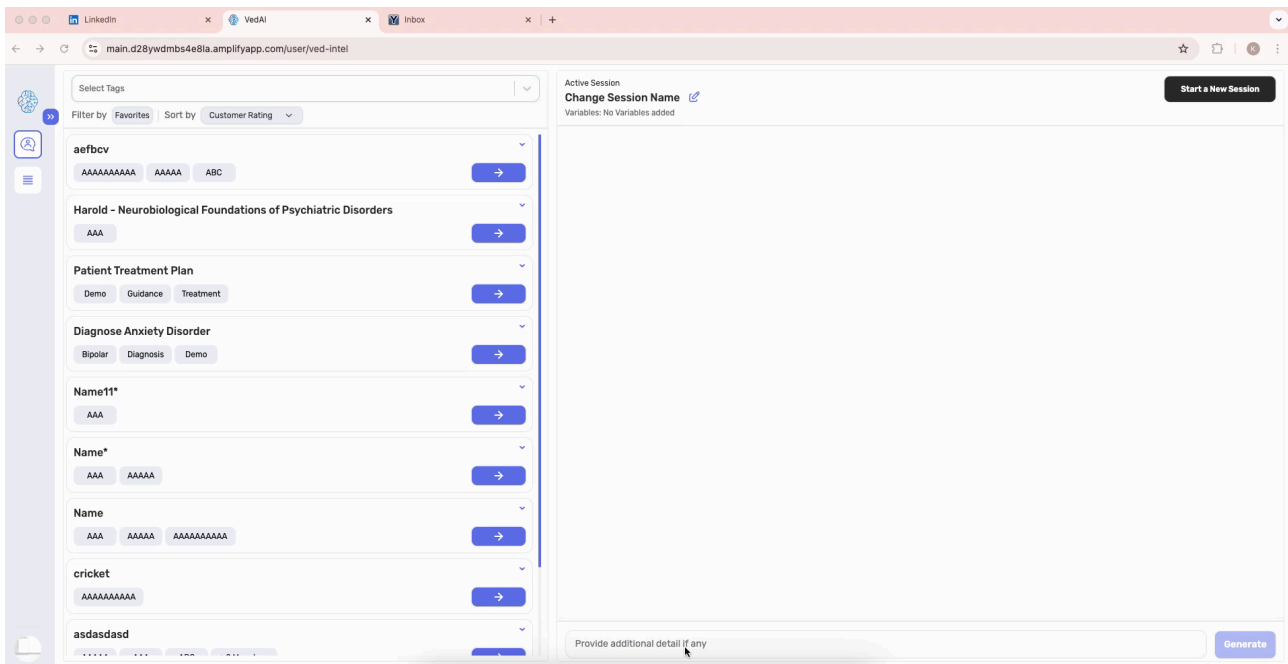 LinkedIn
VedAI
Inbox
main.d28ywdmbs4e8la.amplifyapp.com/user/ved-intel
K
Select Tags
Filter by Favorites Sort by Customer Rating
aefbcv
AAAAAAAAAA AAAAA ABC
Harold - Neurobiological Foundations of Psychiatric Disorders
AAA
Patient Treatment Plan
Demo Guidance Treatment
Diagnose Anxiety Disorder
Bipolar Diagnosis Demo
Name11*
AAA
Name*
AAA AAAAA
Name
AAA AAAAA AAAAAAAAAA
cricket
AAAAAAAAAA
asdasdasd
Active Session
Change Session Name
Variables: No Variables added
Start a New Session
Provide additional detail if any
Generate